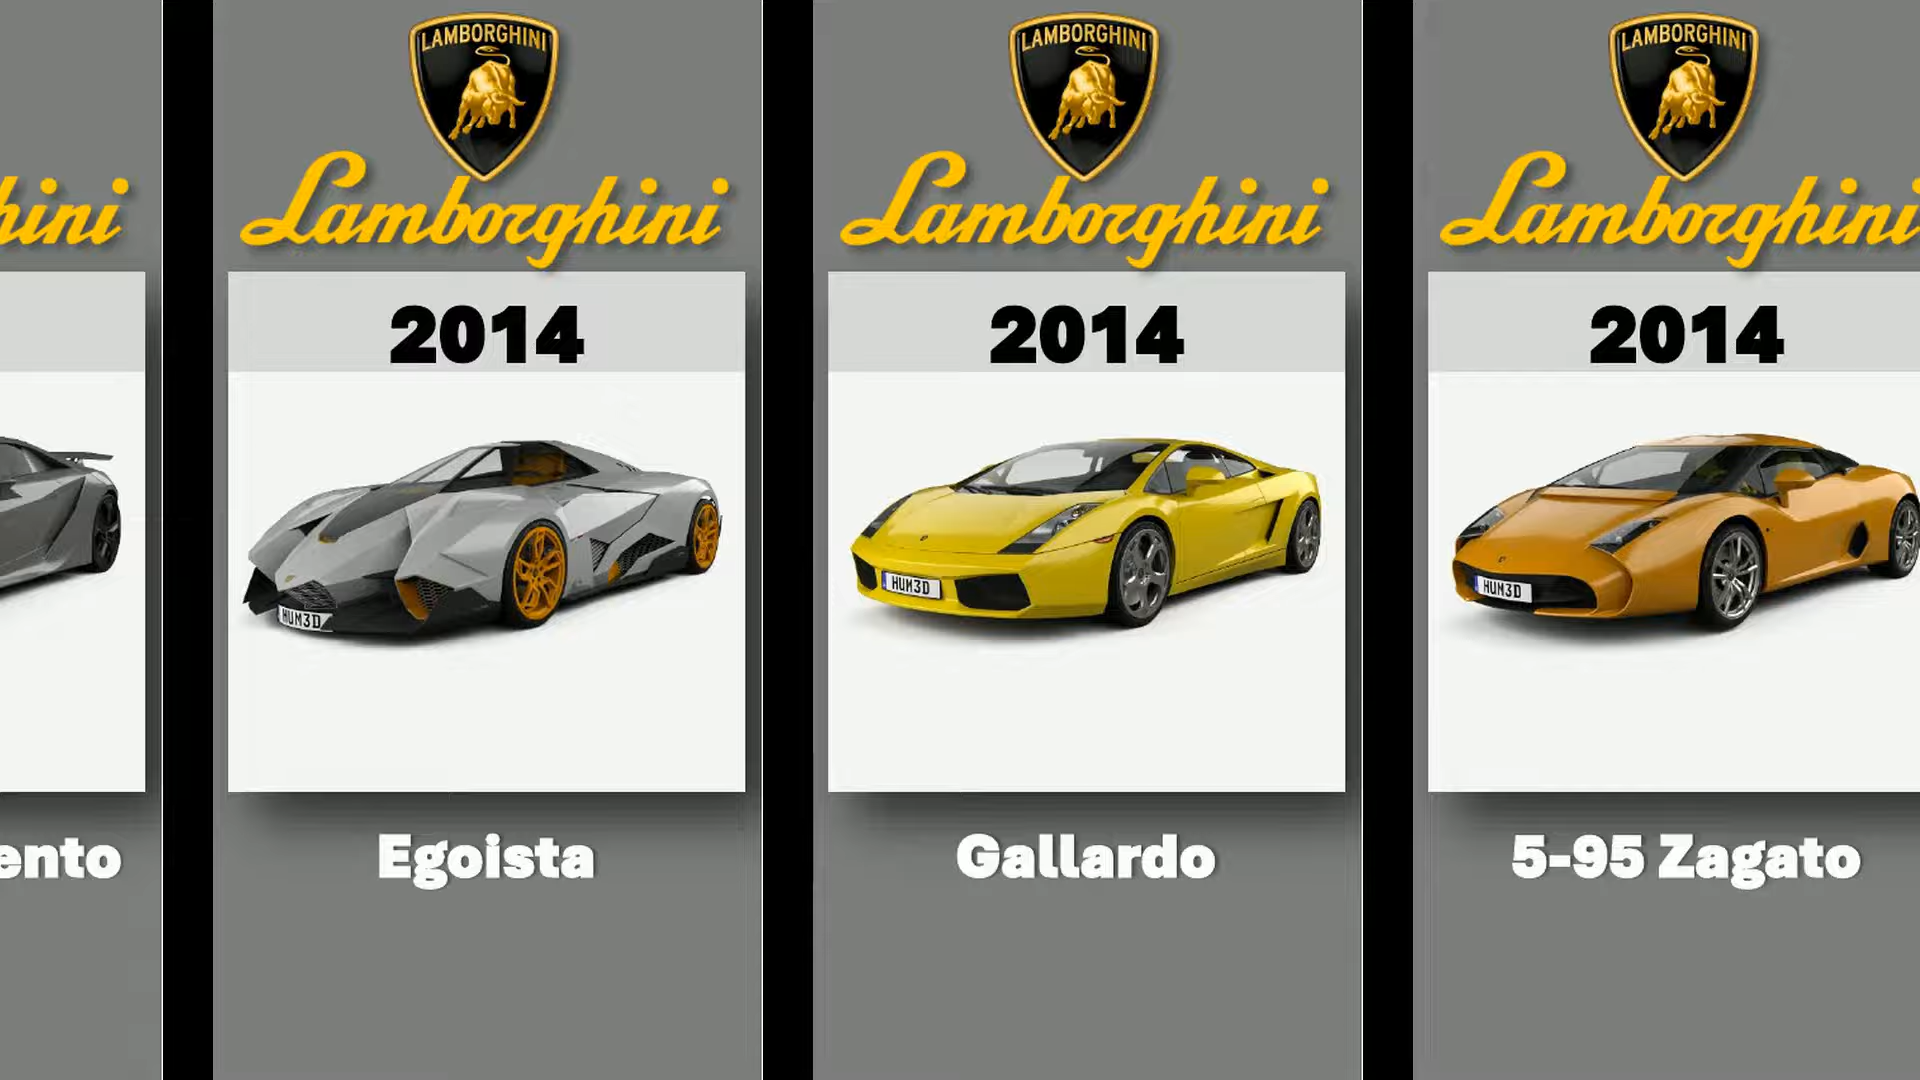 hini
ento
LAMBORGHINI
Lamborghini
2014
HUM3D
Egoista
LAMBORGHINI
Lamborghini
2014
HUM3D
Gallardo
LAMBORGHINI
Lamborghini
2014
HUM3D
5-95 Zagato